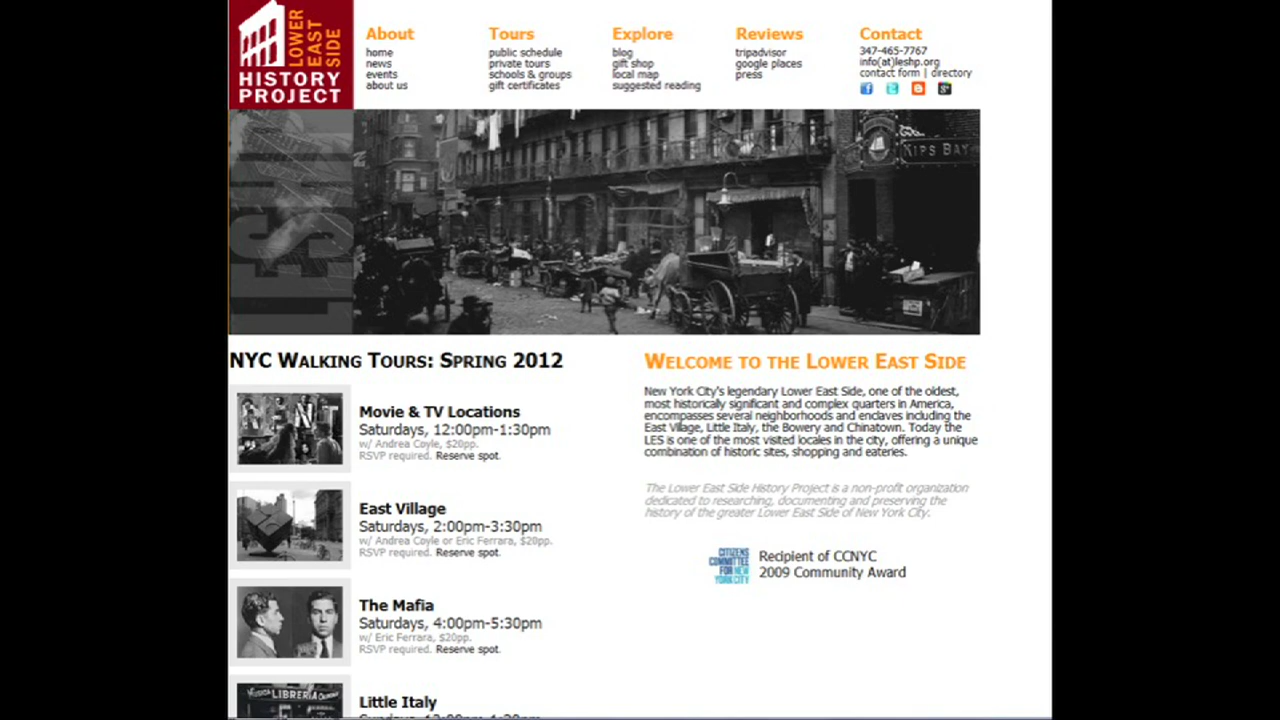 LOWER
EAST
SIDE
HISTORY
PROJECT
About
home
news
events
about us
Tours
public schedule
private tours
schools & groups
gift certificates
Explore
blog
gift shop
local map
suggested reading
Reviews
tripadvisor
google places
press
Contact
347-465-7767
info(at)leshp.org
contact form | directory
KIPS BAY
NYC Walking Tours: Spring 2012
Movie & TV Locations
Saturdays, 12:00pm-1:30pm
w/ Andrea Coyle, $20pp.
RSVP required. Reserve spot.
East Village
Saturdays, 2:00pm-3:30pm
w/ Andrea Coyle or Eric Ferrara, $20pp.
RSVP required. Reserve spot.
The Mafia
Saturdays, 4:00pm-5:30pm
w/ Eric Ferrara, $20pp.
RSVP required. Reserve spot.
LIBRERIA
Little Italy
Welcome to the Lower East Side
New York City's legendary Lower East Side, one of the oldest,
most historically significant and complex quarters in America,
encompasses several neighborhoods and enclaves including the
East Village, Little Italy, the Bowery and Chinatown. Today the
LES is one of the most visited locales in the city, offering a unique
combination of historic sites, shopping and eateries.
The Lower East Side History Project is a non-profit organization
dedicated to researching, documenting and preserving the
history of the greater Lower East Side of New York City.
CITIZENS
COMMITTEE
FOR NEW
YORK CITY
Recipient of CCNYC
2009 Community Award